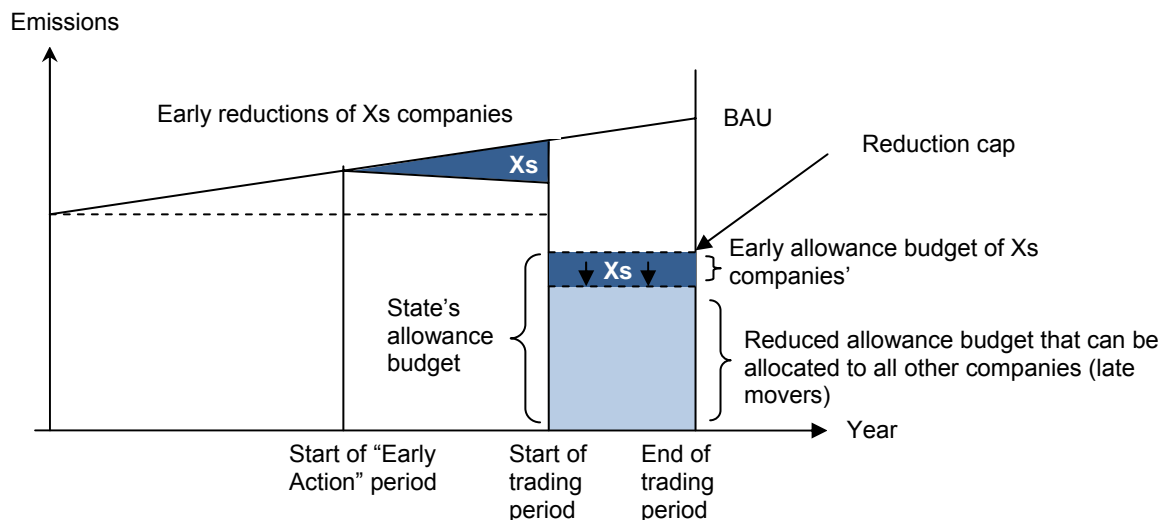 Emissions
Early reductions of Xs companies
BAU
Reduction cap
Xs
Early allowance budget of Xs
companies’
Xs
State’s
allowance
budget
Reduced allowance budget that can be
allocated to all other companies (late
movers)
Year
Start of “Early
Action” period
Start of
trading
period
End of
trading
period